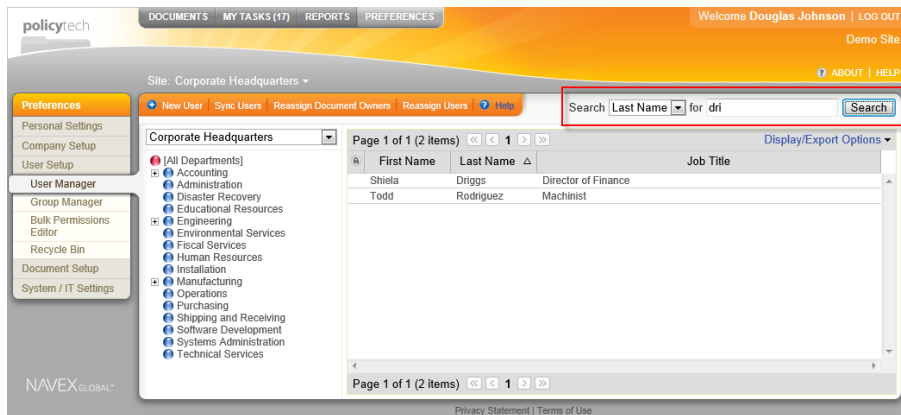 policytech
DOCUMENTS MY TASKS (17) REPORTS PREFERENCES
Welcome Douglas Johnson | LOG OUT
Demo Site
Site: Corporate Headquarters
? ABOUT | HELP
Preferences
Personal Settings
Company Setup
User Setup
User Manager
Group Manager
Bulk Permissions
Editor
Recycle Bin
Document Setup
System / IT Settings
NAVEX GLOBAL™
New User | Sync Users | Reassign Document Owners | Reassign Users | ? Help
Search Last Name for dri Search
Corporate Headquarters
[All Departments]
Accounting
Administration
Disaster Recovery
Educational Resources
Engineering
Environmental Services
Fiscal Services
Human Resources
Installation
Manufacturing
Operations
Purchasing
Shipping and Receiving
Software Development
Systems Administration
Technical Services
Page 1 of 1 (2 items) << < 1 > >>
Display/Export Options
First Name Last Name Job Title
Shiela Driggs Director of Finance
Todd Rodriguez Machinist
Page 1 of 1 (2 items) << < 1 > >>
Privacy Statement | Terms of Use